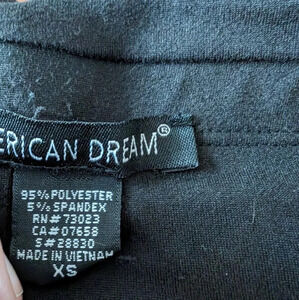 ERICAN DREAM®
95% POLYESTER
5% SPANDEX
RN# 73023
CA# 07658
S# 28830
MADE IN VIETNAM
XS